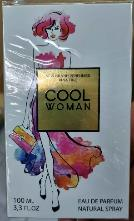 COOL
WOMAN
100 ML.
3,3 FL.OZ.
EAU DE PARFUM
NATURAL SPRAY